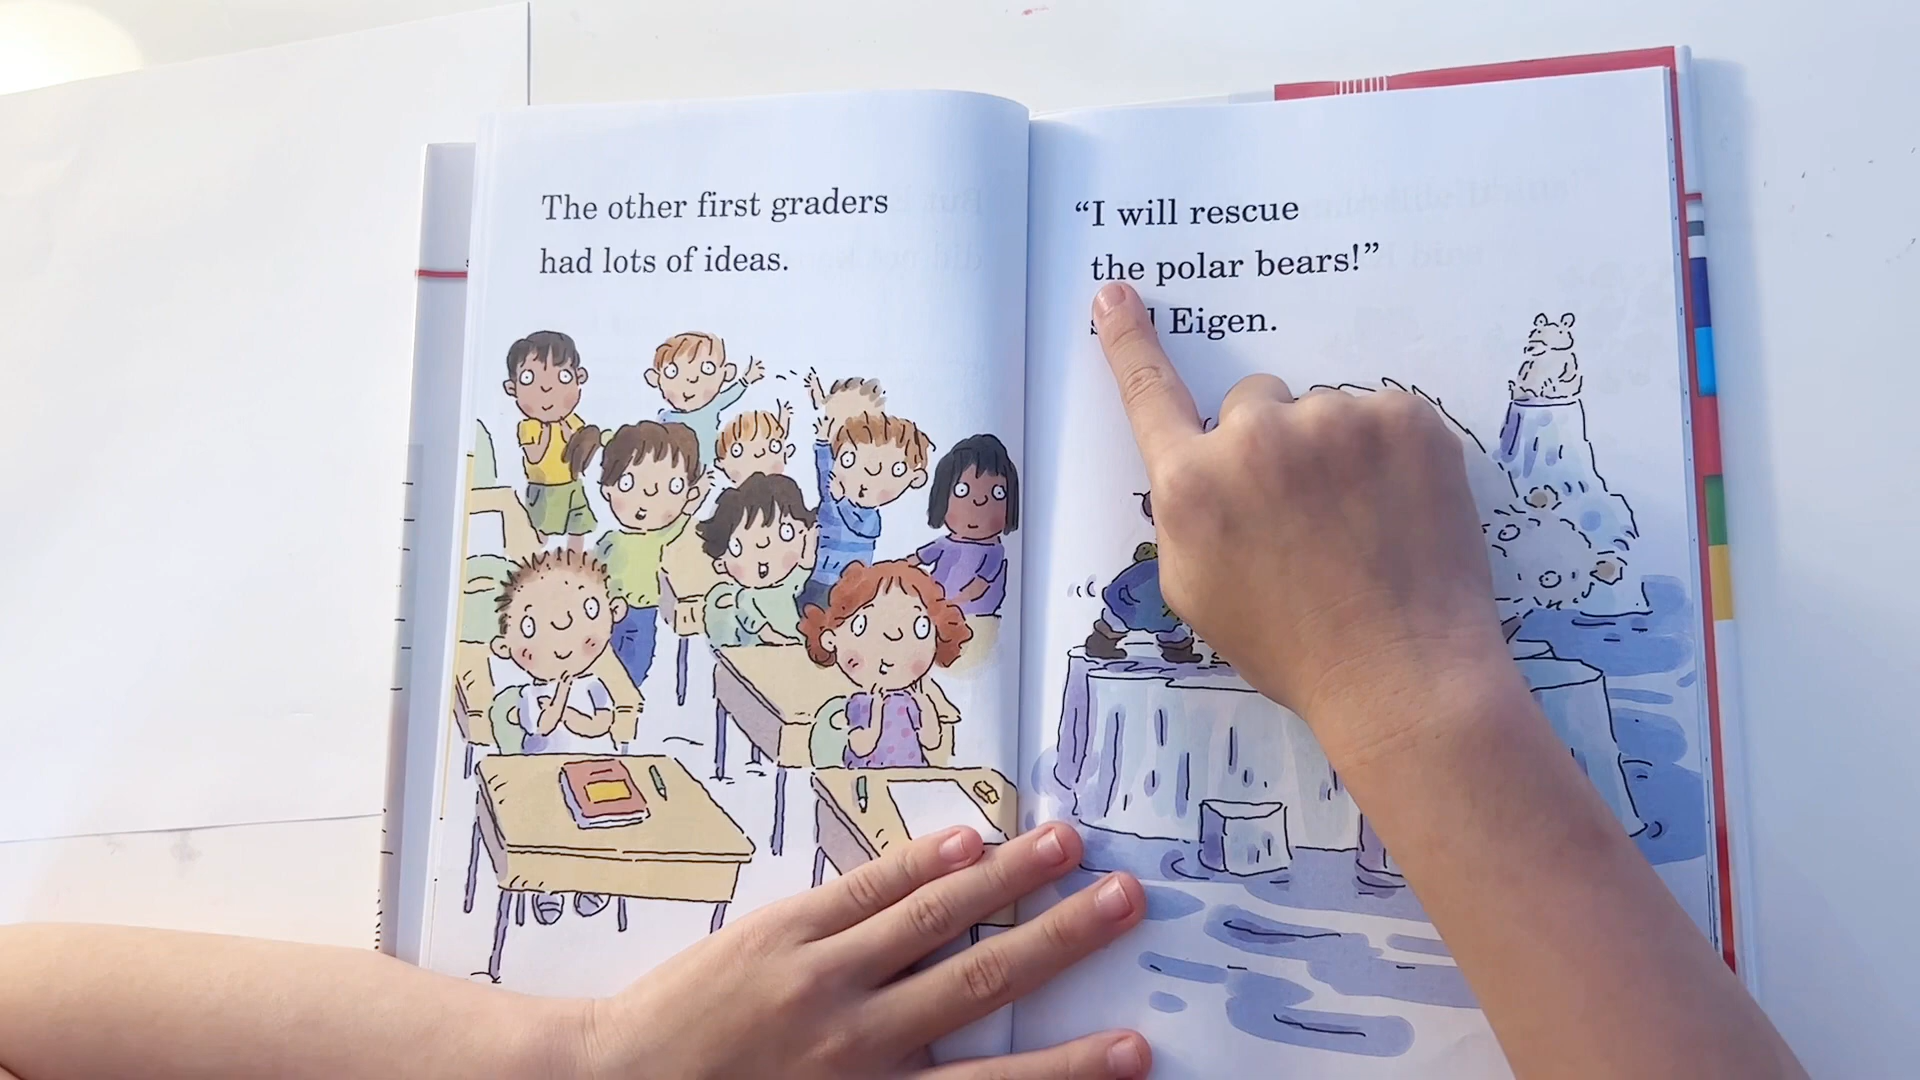 The other first graders
had lots of ideas.
“I will rescue
the polar bears!”
Eigen.